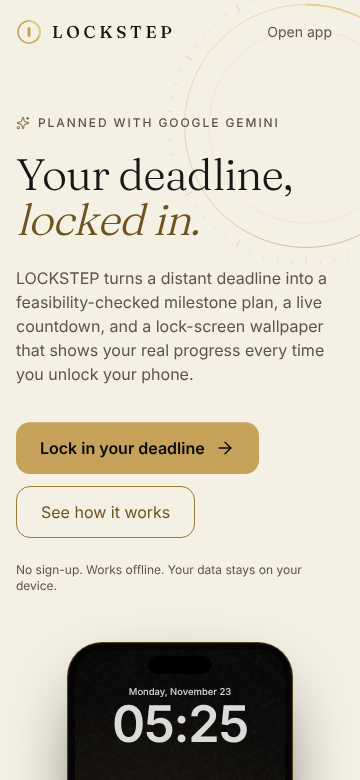 LOCKSTEP
Open app
PLANNED WITH GOOGLE GEMINI
Your deadline,
locked in.
LOCKSTEP turns a distant deadline into a
feasibility-checked milestone plan, a live
countdown, and a lock-screen wallpaper
that shows your real progress every time
you unlock your phone.
Lock in your deadline →
See how it works
No sign-up. Works offline. Your data stays on your
device.
Monday, November 23
05:25